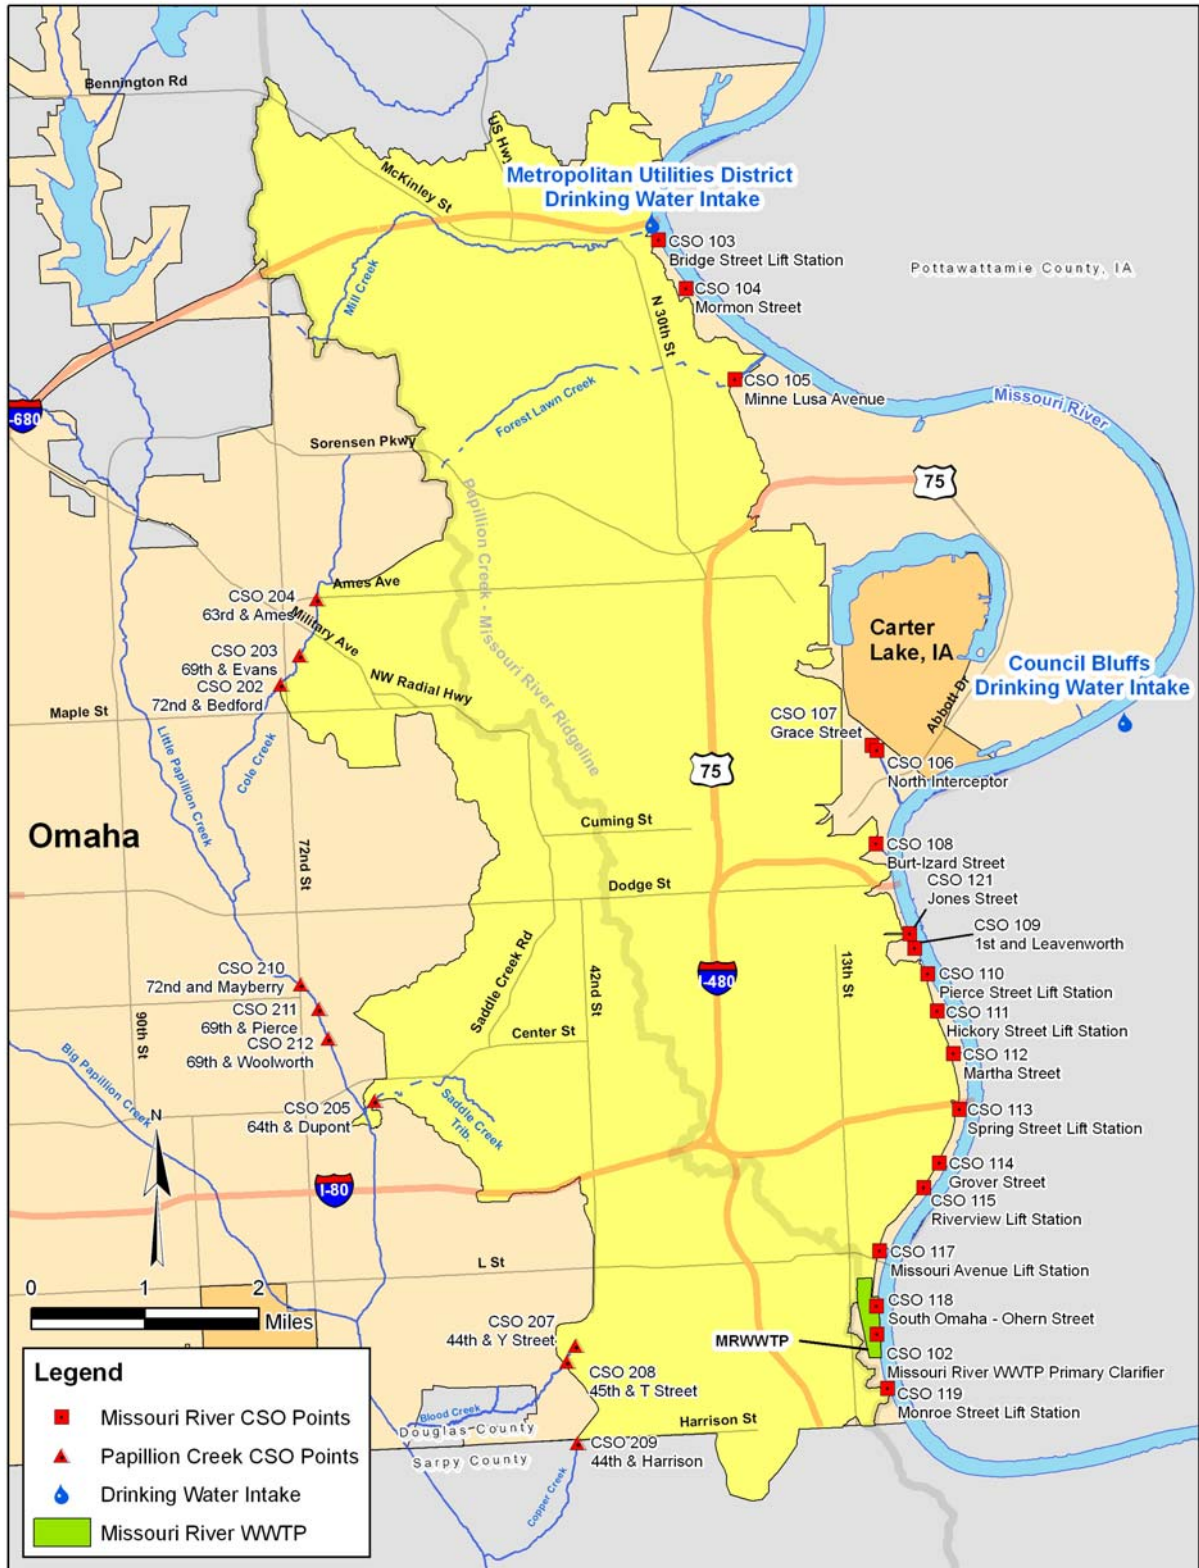 Bennington Rd
US Hwy
McKinley St
Metropolitan Utilities District
Drinking Water Intake
CSO 103
Bridge Street Lift Station
Pottawattamie County, IA
CSO 104
Mormon Street
Mill Creek
N 30th St
CSO 105
Minne Lusa Avenue
Forest Lawn Creek
Missouri River
-680
Sorensen Pkwy
75
Papillion Creek - Missouri River Ridgeline
Ames Ave
CSO 204
63rd & Ames
Military Ave
Carter
Lake, IA
CSO 203
69th & Evans
CSO 202
72nd & Bedford
NW Radial Hwy
Council Bluffs
Drinking Water Intake
Abbott Dr
Maple St
CSO 107
Grace Street
Little Papillion Creek
Cole Creek
75
CSO 106
North Interceptor
Omaha
Cuming St
72nd St
CSO 108
Burt-Izard Street
Dodge St
CSO 121
Jones Street
CSO 109
1st and Leavenworth
Saddle Creek Rd
42nd St
13th St
I-480
CSO 210
72nd and Mayberry
CSO 110
Pierce Street Lift Station
CSO 211
69th & Pierce
CSO 111
Hickory Street Lift Station
90th St
CSO 212
69th & Woolworth
Center St
CSO 112
Martha Street
Big Papillion Creek
CSO 205
64th & Dupont
Saddle Creek
Trib.
CSO 113
Spring Street Lift Station
N
CSO 114
Grover Street
I-80
CSO 115
Riverview Lift Station
L St
CSO 117
Missouri Avenue Lift Station
0 1 2
Miles
CSO 118
South Omaha - Ohern Street
CSO 207
44th & Y Street
MRWWTP
CSO 102
Missouri River WWTP Primary Clarifier
CSO 208
45th & T Street
CSO 119
Monroe Street Lift Station
Blood Creek
Douglas County
Harrison St
Sarpy County
CSO 209
44th & Harrison
Copper Creek
Legend
Missouri River CSO Points
Papillion Creek CSO Points
Drinking Water Intake
Missouri River WWTP